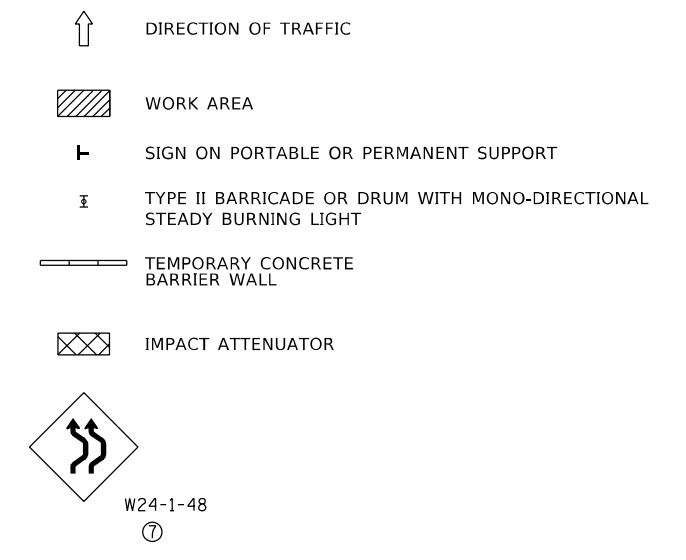 DIRECTION OF TRAFFIC
WORK AREA
SIGN ON PORTABLE OR PERMANENT SUPPORT
TYPE II BARRICADE OR DRUM WITH MONO-DIRECTIONAL
STEADY BURNING LIGHT
TEMPORARY CONCRETE
BARRIER WALL
IMPACT ATTENUATOR
W24-1-48
7